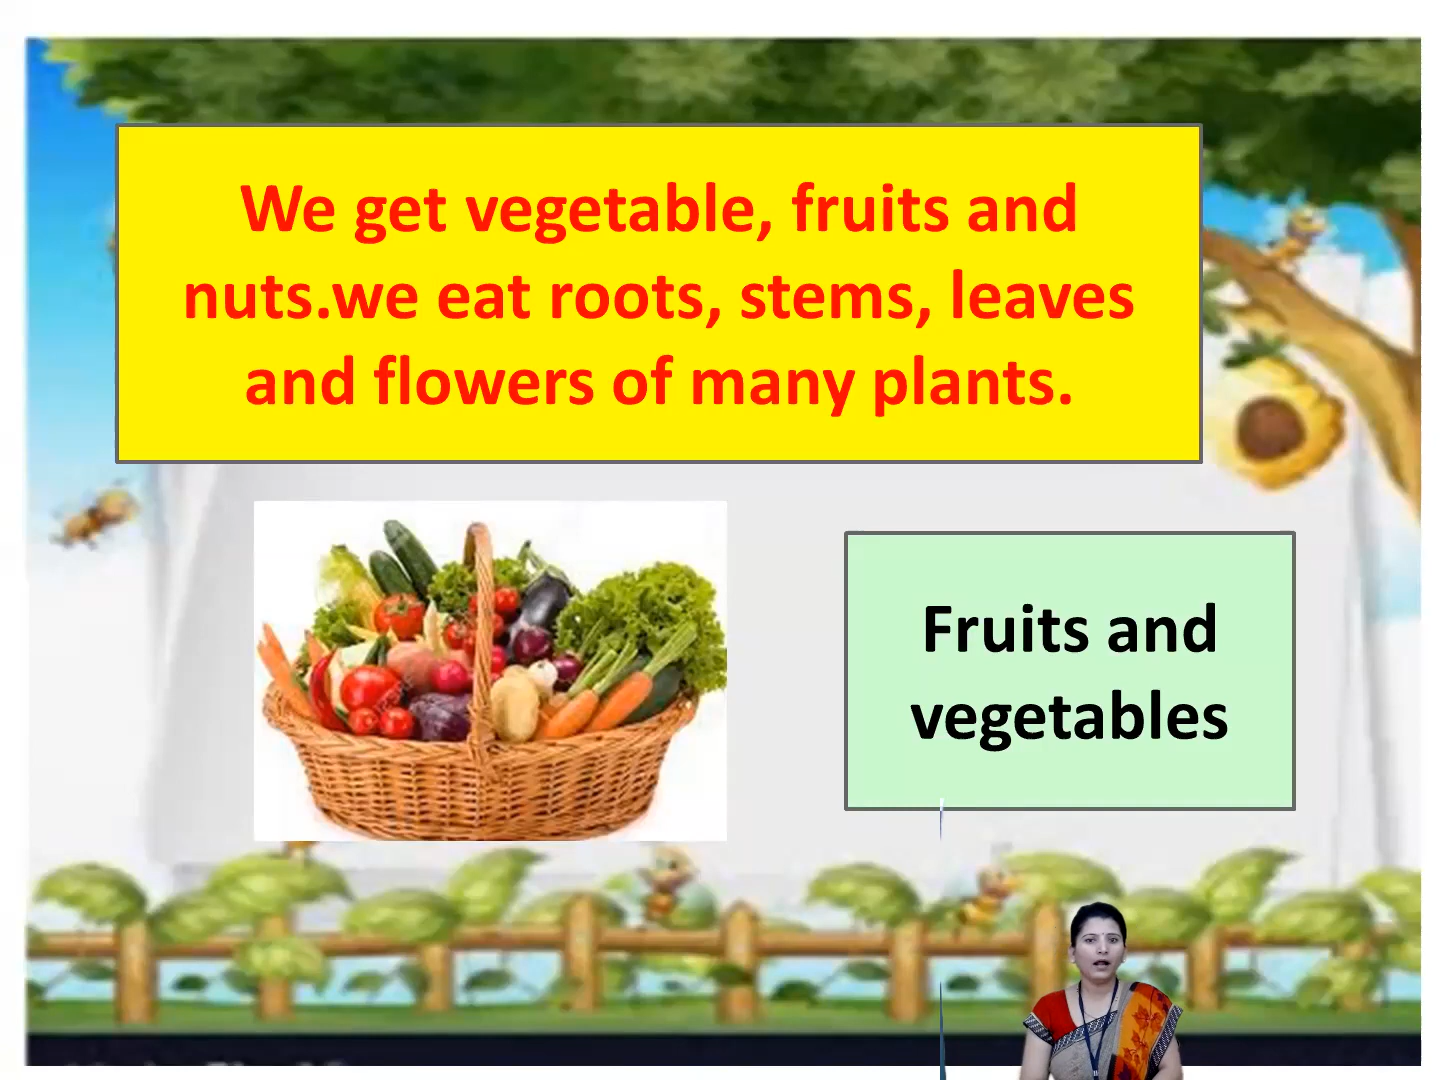 We get vegetable, fruits and
nuts.we eat roots, stems, leaves
and flowers of many plants.
Fruits and
vegetables